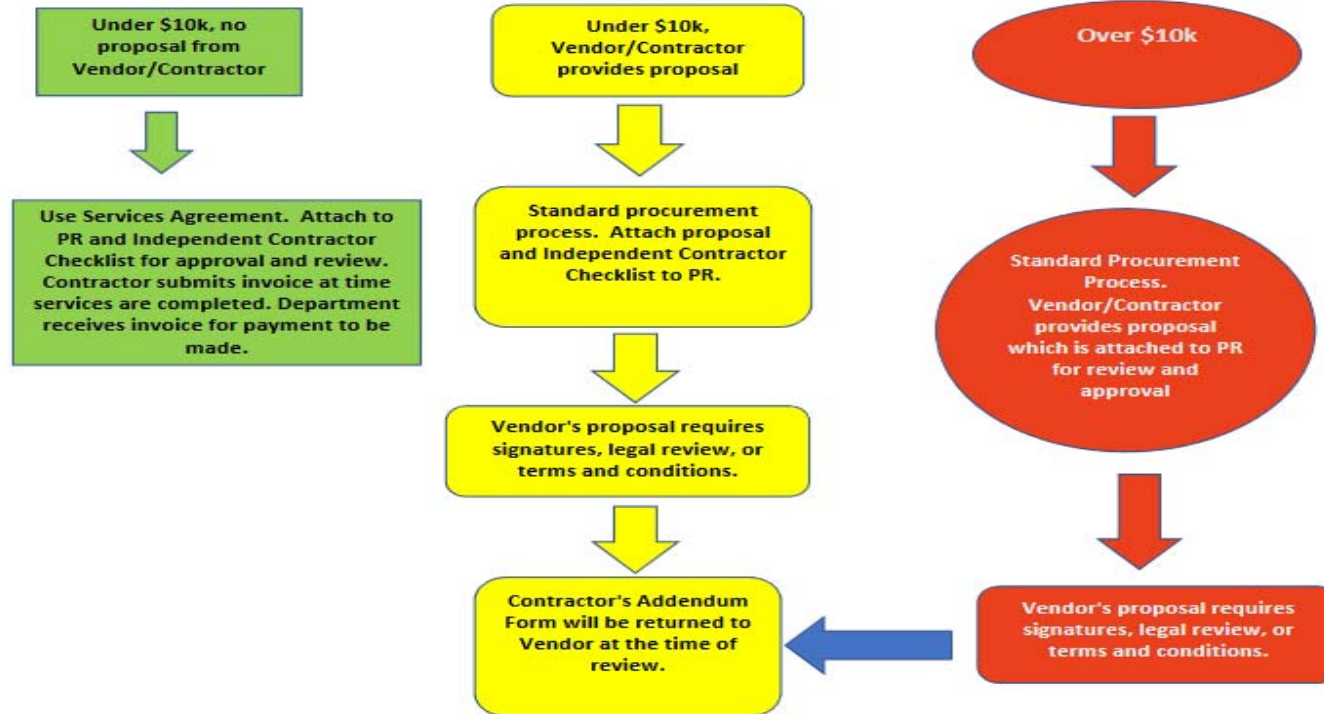 Under $10k, no
proposal from
Vendor/Contractor
Use Services Agreement.  Attach to
PR and Independent Contractor
Checklist for approval and review.
Contractor submits invoice at time
services are completed. Department
receives invoice for payment to be
made.
Under $10k,
Vendor/Contractor
provides proposal
Standard procurement
process.  Attach proposal
and Independent Contractor
Checklist to PR.
Vendor's proposal requires
signatures, legal review, or
terms and conditions.
Contractor's Addendum
Form will be returned to
Vendor at the time of
review.
Over $10k
Standard Procurement
Process.
Vendor/Contractor
provides proposal
which is attached to PR
for review and
approval
Vendor's proposal requires
signatures, legal review, or
terms and conditions.